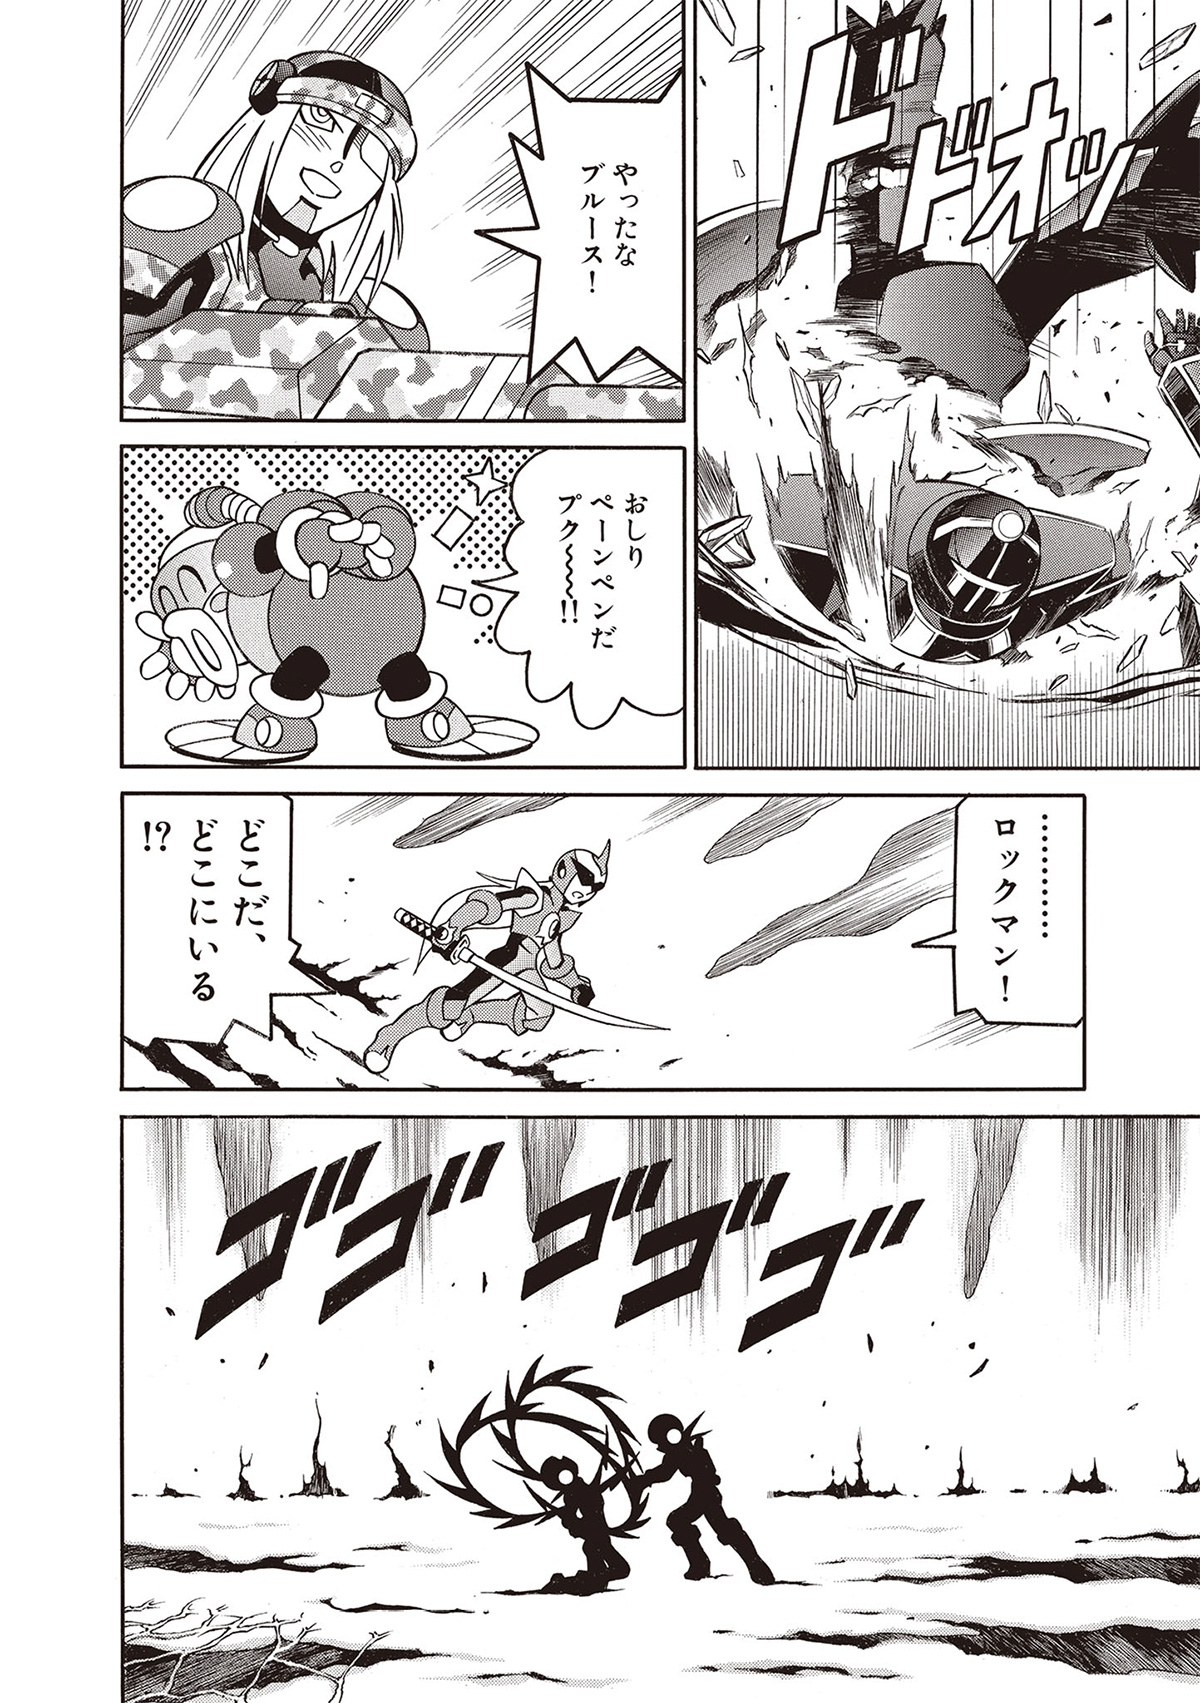 ドドドオッ
やったな
ブルース！
おしり
ペーンペンだ
プク〜〜!!
………
ロックマン！
どこだ、
どこにいる
!?
ゴゴゴゴゴ